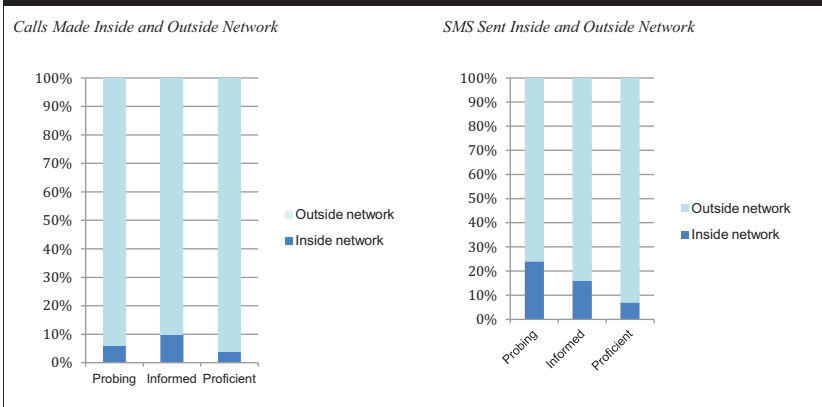 Calls Made Inside and Outside Network
100%
90%
80%
70%
60%
50%
40%
30%
20%
10%
0%
Probing Informed Proficient
Outside network
Inside network
SMS Sent Inside and Outside Network
100%
90%
80%
70%
60%
50%
40%
30%
20%
10%
0%
Probing
Informed
Proficient
Outside network
Inside network